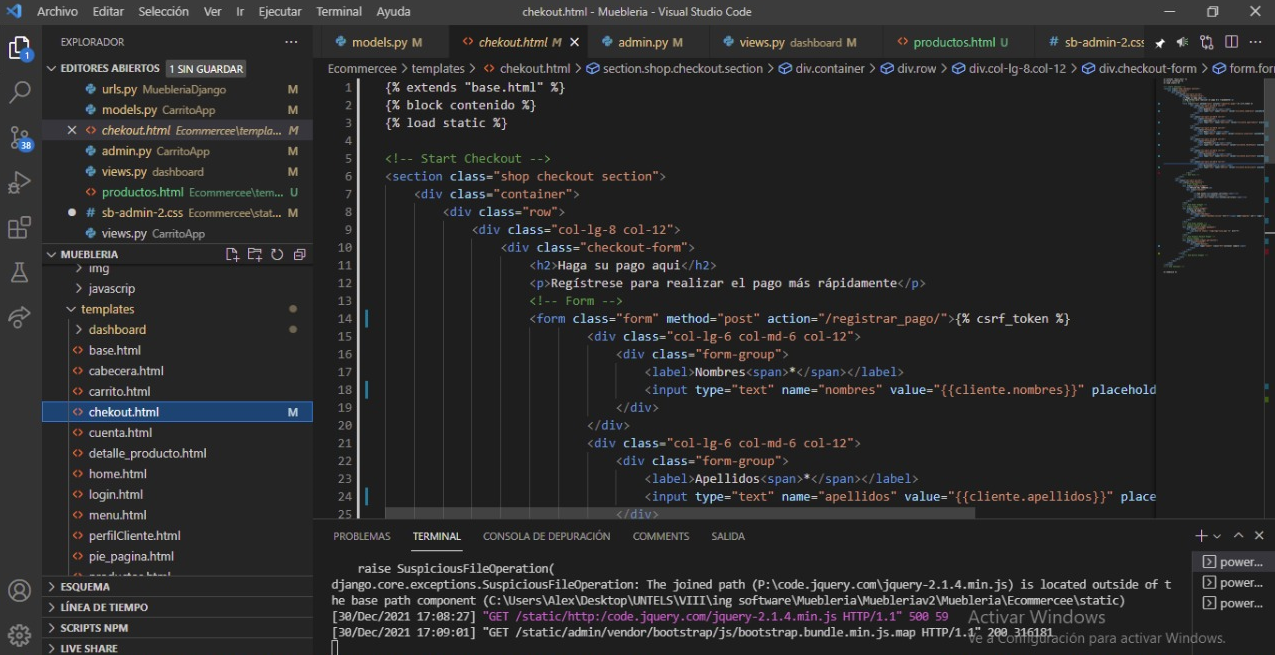 Archivo Editar Selección Ver Ir Ejecutar Terminal Ayuda chekout.html - Muebleria - Visual Studio Code
EXPLORADOR
EDITORES ABIERTOS 1 SIN GUARDAR
urls.py MuebleriaDjango M
models.py CarritoApp M
chekout.html Ecommercee\templa... M
admin.py CarritoApp M
views.py dashboard M
productos.html Ecommercee\tem... U
sb-admin-2.css Ecommercee\stat... M
views.py CarritoApp
MUEBLERIA
img
javascrip
templates
dashboard
base.html
cabecera.html
carrito.html
chekout.html M
cuenta.html
detalle_producto.html
home.html
login.html
menu.html
perfilCliente.html
pie_pagina.html
ESQUEMA
LÍNEA DE TIEMPO
SCRIPTS NPM
LIVE SHARE
1
38
models.py M chekout.html M admin.py M views.py dashboard M productos.html U sb-admin-2.css
Ecommercee > templates > chekout.html > section.shop.checkout.section > div.container > div.row > div.col-lg-8.col-12 > div.checkout-form > form.for
1 {% extends "base.html" %}
2 {% block contenido %}
3 {% load static %}
4
5 <!-- Start Checkout -->
6 <section class="shop checkout section">
7 <div class="container">
8 <div class="row">
9 <div class="col-lg-8 col-12">
10 <div class="checkout-form">
11 <h2>Haga su pago aqui</h2>
12 <p>Regístrese para realizar el pago más rápidamente</p>
13 <!-- Form -->
14 <form class="form" method="post" action="/registrar_pago/">{% csrf_token %}
15 <div class="col-lg-6 col-md-6 col-12">
16 <div class="form-group">
17 <label>Nombres<span>*</span></label>
18 <input type="text" name="nombres" value="{{cliente.nombres}}" placehold
19 </div>
20 </div>
21 <div class="col-lg-6 col-md-6 col-12">
22 <div class="form-group">
23 <label>Apellidos<span>*</span></label>
24 <input type="text" name="apellidos" value="{{cliente.apellidos}}" place
25 </div>
PROBLEMAS TERMINAL CONSOLA DE DEPURACIÓN COMMENTS SALIDA
raise SuspiciousFileOperation(
django.core.exceptions.SuspiciousFileOperation: The joined path (P:\code.jquery.com\jquery-2.1.4.min.js) is located outside of t
he base path component (C:\Users\Alex\Desktop\UNTELS\VIII\ing software\Muebleria\Muebleriav2\Muebleria\Ecommercee\static)
[30/Dec/2021 17:08:27] "GET /static/http:/code.jquery.com/jquery-2.1.4.min.js HTTP/1.1" 500 59
[30/Dec/2021 17:09:01] "GET /static/admin/vendor/bootstrap/js/bootstrap.bundle.min.js.map HTTP/1.1" 200 316181
power...
power...
power...
Activar Windows
Ve a Configuración para activar Windows.